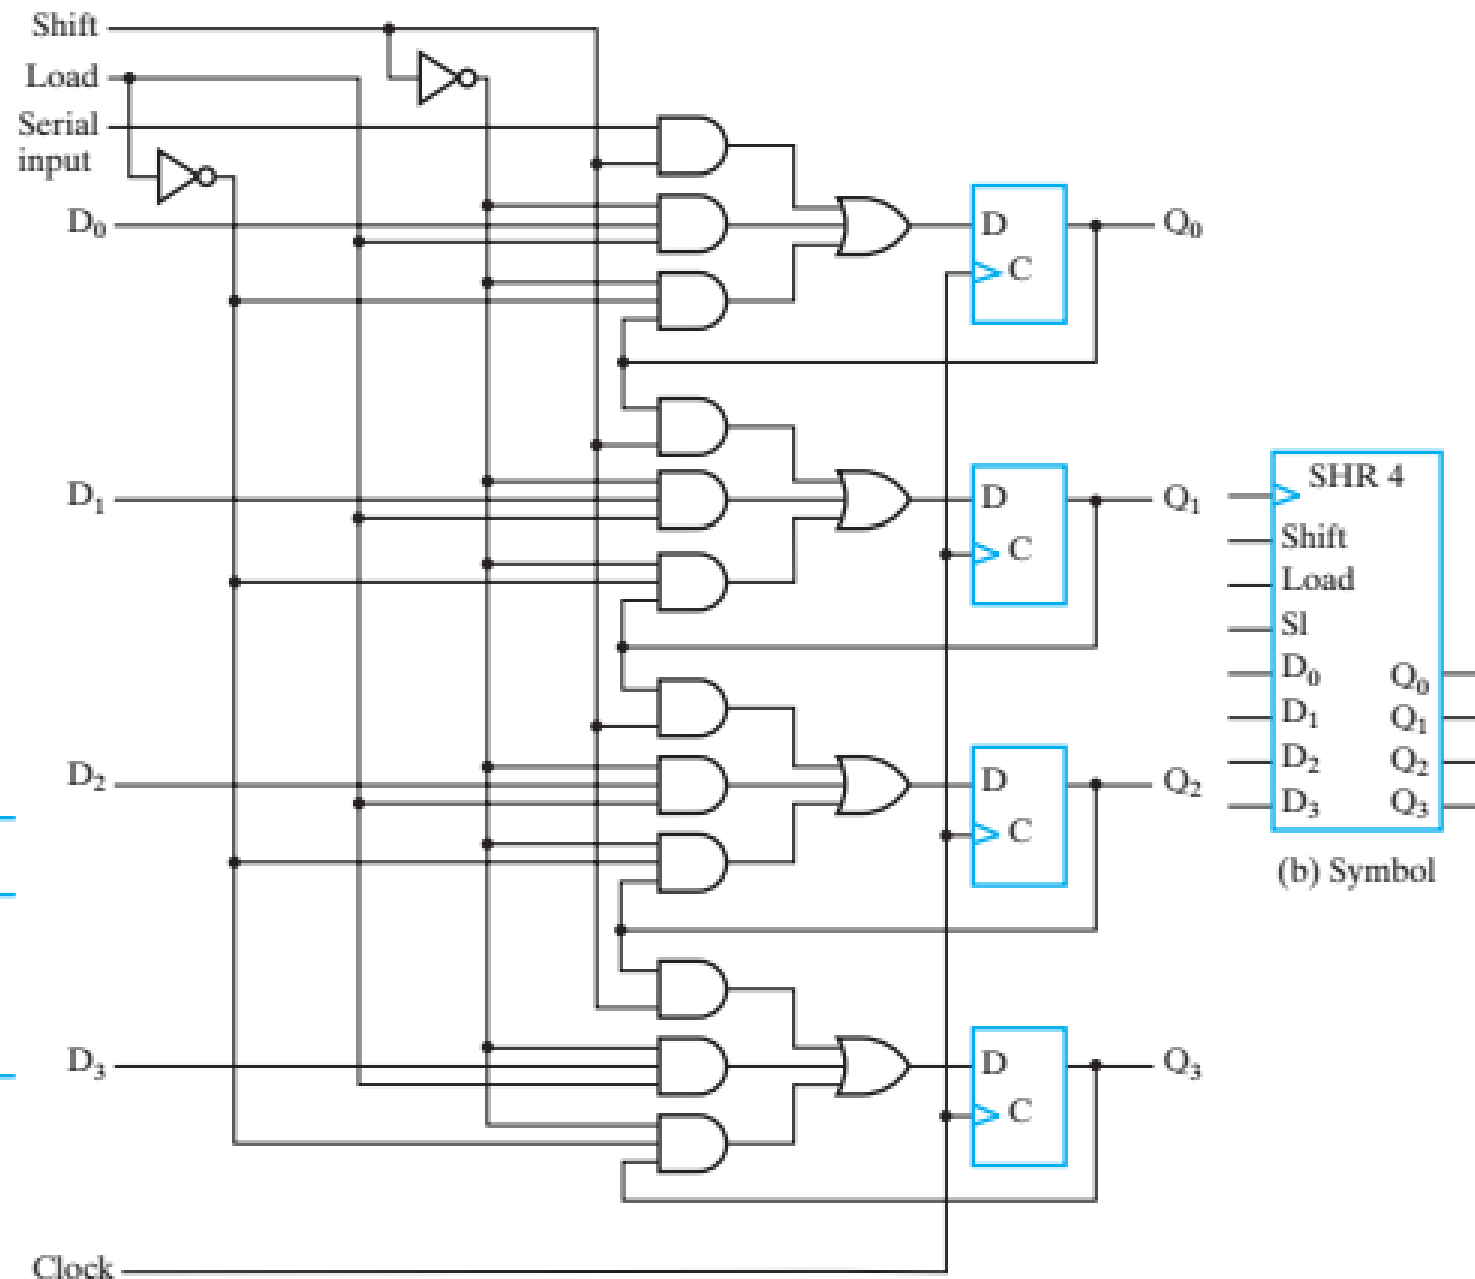 Shift
Load
Serial
input
D₀
D C Q₀
D₁
D C Q₁
D₂
D C Q₂
D₃
D C Q₃
Clock
SHR 4
Shift
Load
SI
D₀ Q₀
D₁ Q₁
D₂ Q₂
D₃ Q₃
(b) Symbol